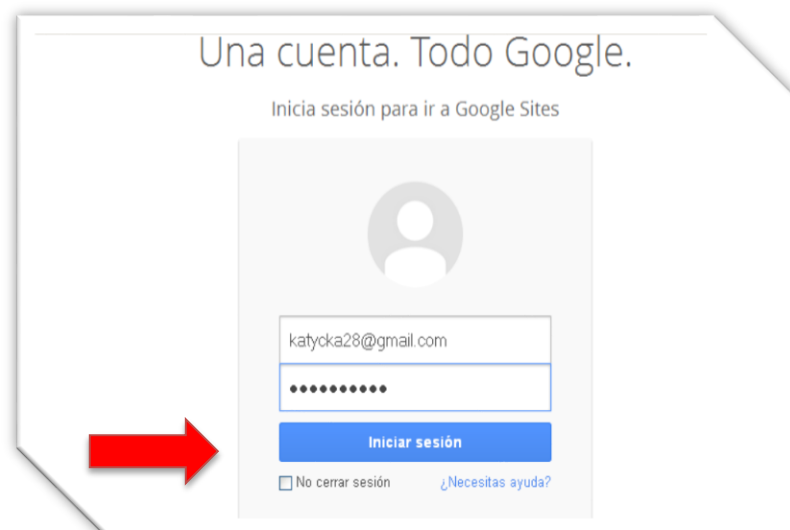 Una cuenta. Todo Google.
Inicia sesión para ir a Google Sites
katycka28@gmail.com
••••••••••
Iniciar sesión
No cerrar sesión ¿Necesitas ayuda?